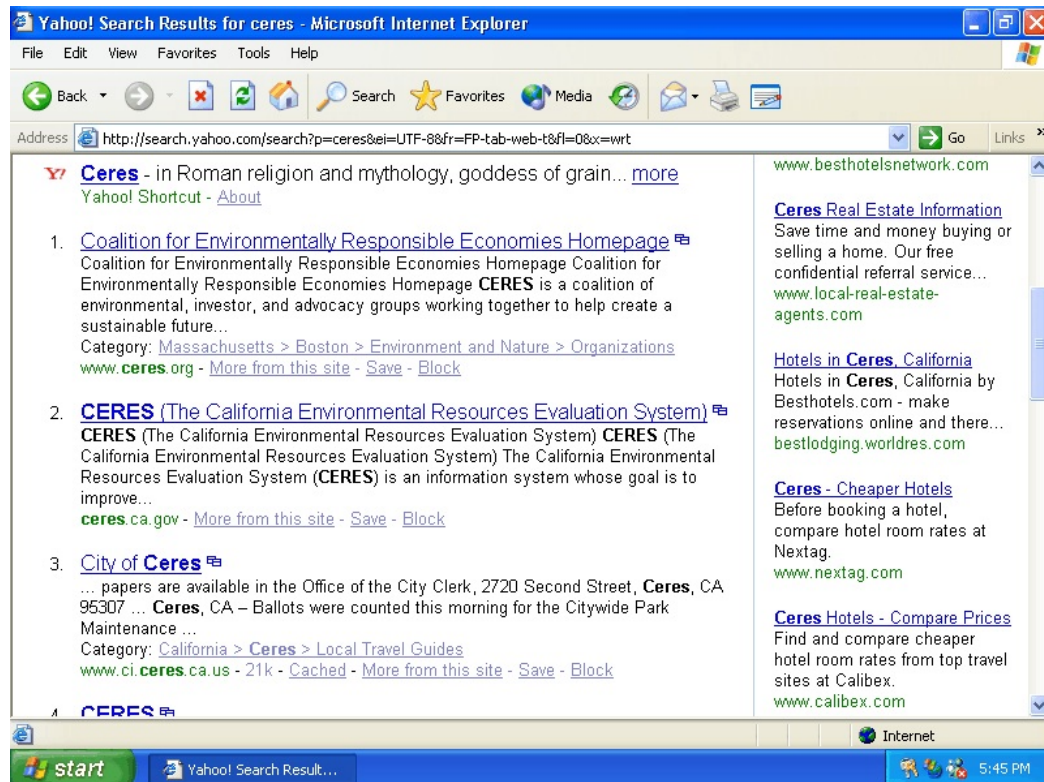 Yahoo! Search Results for ceres - Microsoft Internet Explorer
File Edit View Favorites Tools Help
Back Search Favorites Media
Address http://search.yahoo.com/search?p=ceres&ei=UTF-8&fr=FP-tab-web-t&fl=0&x=wrt Go Links »
Y! Ceres - in Roman religion and mythology, goddess of grain... more
Yahoo! Shortcut - About
1. Coalition for Environmentally Responsible Economies Homepage
Coalition for Environmentally Responsible Economies Homepage Coalition for
Environmentally Responsible Economies Homepage CERES is a coalition of
environmental, investor, and advocacy groups working together to help create a
sustainable future...
Category: Massachusetts > Boston > Environment and Nature > Organizations
www.ceres.org - More from this site - Save - Block
2. CERES (The California Environmental Resources Evaluation System)
CERES (The California Environmental Resources Evaluation System) CERES (The
California Environmental Resources Evaluation System) The California Environmental
Resources Evaluation System (CERES) is an information system whose goal is to
improve...
ceres.ca.gov - More from this site - Save - Block
3. City of Ceres
... papers are available in the Office of the City Clerk, 2720 Second Street, Ceres, CA
95307 ... Ceres, CA – Ballots were counted this morning for the Citywide Park
Maintenance ...
Category: California > Ceres > Local Travel Guides
www.ci.ceres.ca.us - 21k - Cached - More from this site - Save - Block
4. CERES
www.besthotelsnetwork.com
Ceres Real Estate Information
Save time and money buying or
selling a home. Our free
confidential referral service...
www.local-real-estate-
agents.com
Hotels in Ceres, California
Hotels in Ceres, California by
Besthotels.com - make
reservations online and there...
bestlodging.worldres.com
Ceres - Cheaper Hotels
Before booking a hotel,
compare hotel room rates at
Nextag.
www.nextag.com
Ceres Hotels - Compare Prices
Find and compare cheaper
hotel room rates from top travel
sites at Calibex.
www.calibex.com
Internet
start Yahoo! Search Result... 5:45 PM